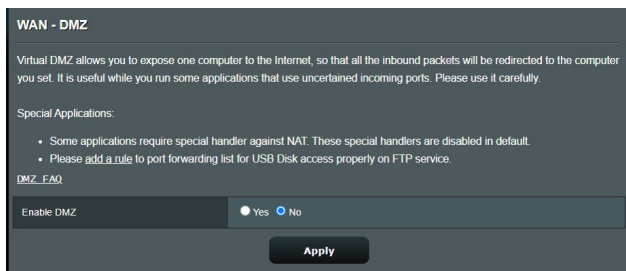 WAN - DMZ
Virtual DMZ allows you to expose one computer to the Internet, so that all the inbound packets will be redirected to the computer
you set. It is useful while you run some applications that use uncertained incoming ports. Please use it carefully.
Special Applications:
• Some applications require special handler against NAT. These special handlers are disabled in default.
• Please add a rule to port forwarding list for USB Disk access properly on FTP service.
DMZ FAQ
Enable DMZ Yes No
Apply